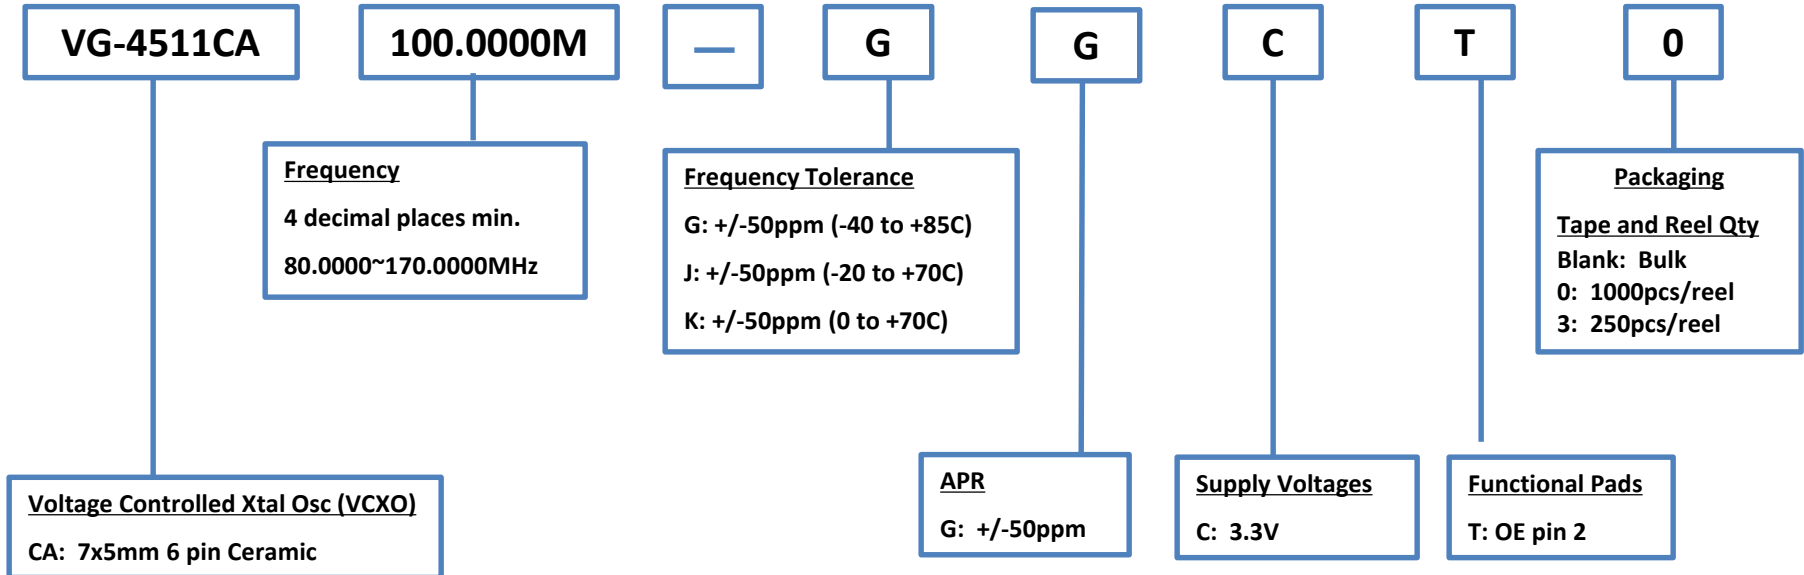 VG-4511CA 100.0000M — G G C T 0
Frequency
4 decimal places min.
80.0000~170.0000MHz
Frequency Tolerance
G: +/-50ppm (-40 to +85C)
J: +/-50ppm (-20 to +70C)
K: +/-50ppm (0 to +70C)
Packaging
Tape and Reel Qty
Blank: Bulk
0: 1000pcs/reel
3: 250pcs/reel
Voltage Controlled Xtal Osc (VCXO)
CA: 7x5mm 6 pin Ceramic
APR
G: +/-50ppm
Supply Voltages
C: 3.3V
Functional Pads
T: OE pin 2